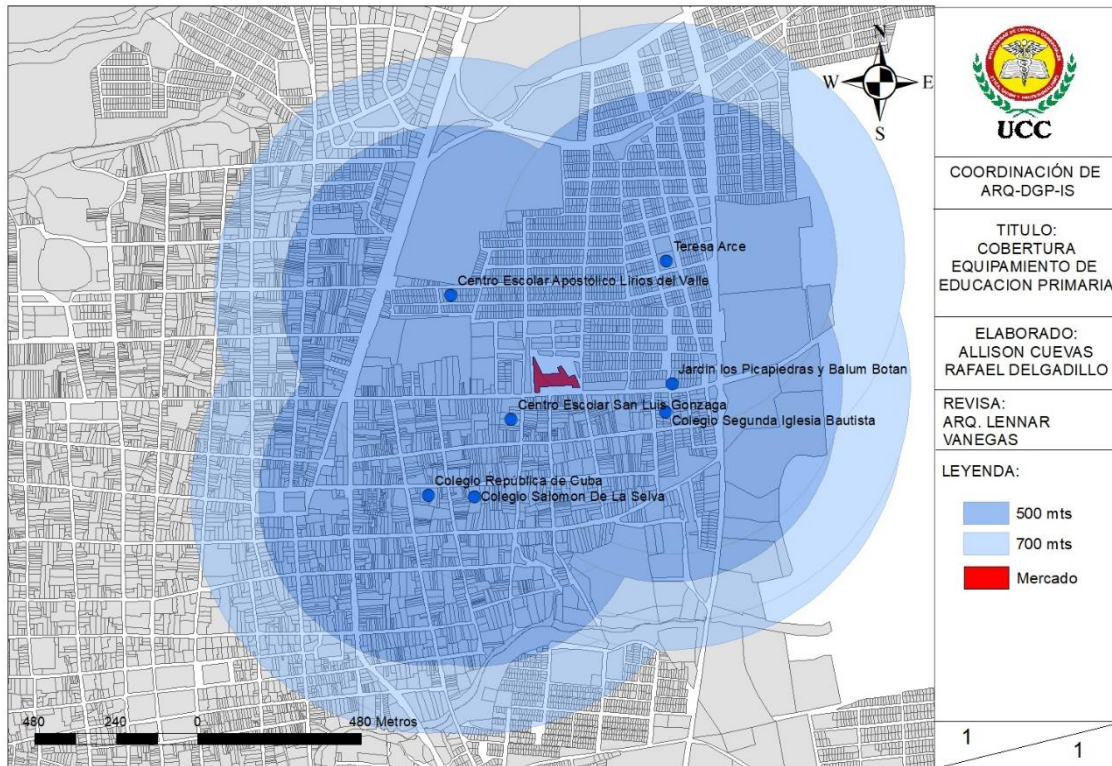 N
W E
S
Teresa Arce
Centro Escolar Apostólico Lirios del Valle
Jardin los Picapiedras y Balum Botan
Centro Escolar San Luis Gonzaga
Colegio Segunda Iglesia Bautista
Colegio República de Cuba
Colegio Salomon De La Selva
480 240 0 480 Metros
UCC
COORDINACIÓN DE
ARQ-DGP-IS
TITULO:
COBERTURA
EQUIPAMIENTO DE
EDUCACION PRIMARIA
ELABORADO:
ALLISON CUEVAS
RAFAEL DELGADILLO
REVISA:
ARQ. LENNAR
VANEGAS
LEYENDA:
500 mts
700 mts
Mercado
1
1